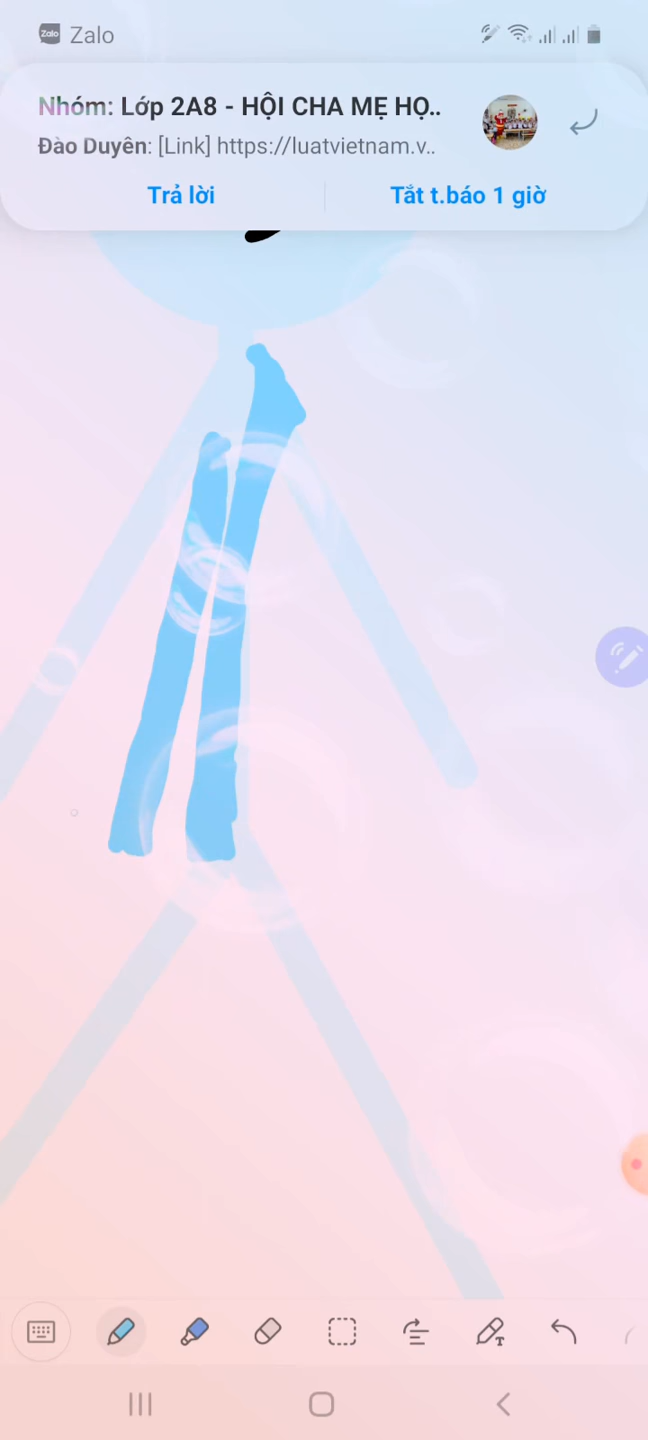 Zalo
Nhóm: Lớp 2A8 - HỘI CHA MẸ HỌ..
Đào Duyên: [Link] https://luatvietnam.v..
Trả lời
Tắt t.báo 1 giờ